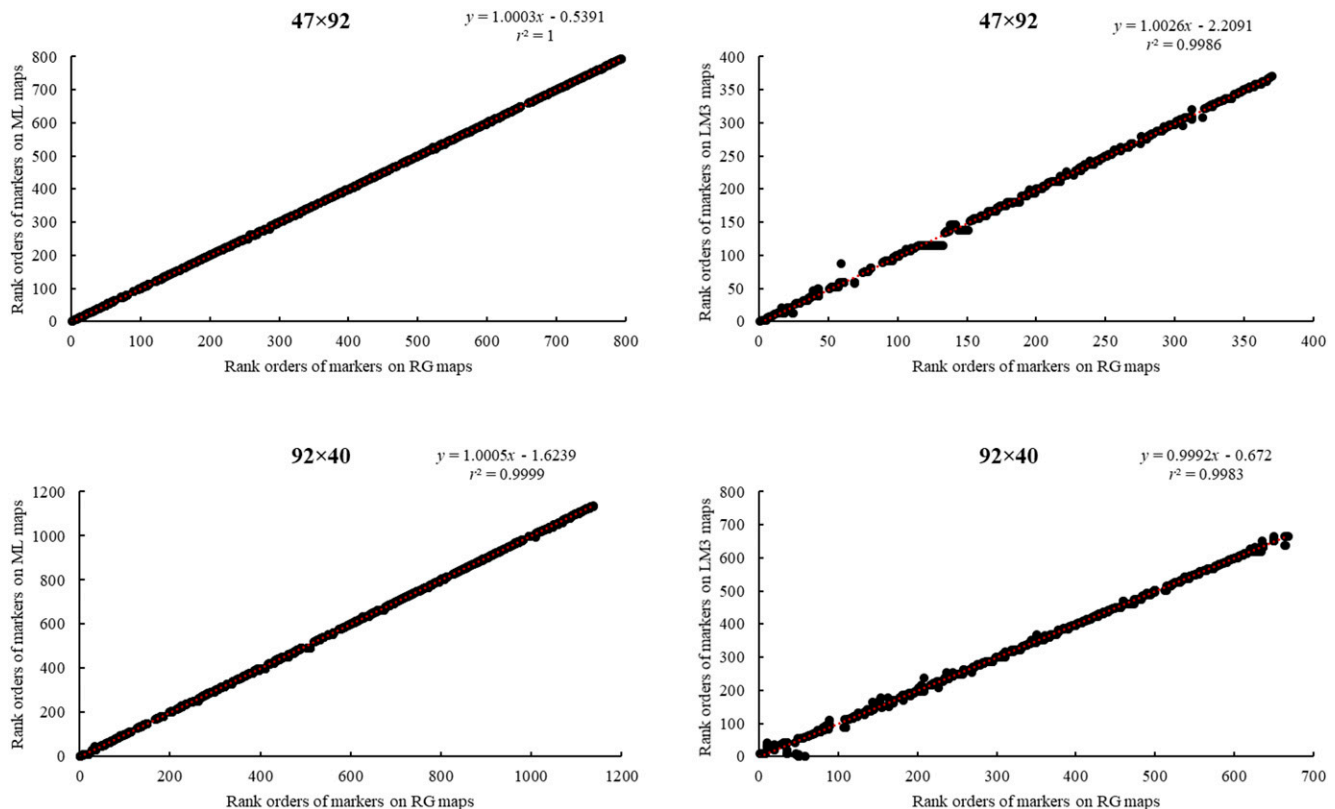 47×92
y = 1.0003x - 0.5391
r² = 1
Rank orders of markers on ML maps
800
700
600
500
400
300
200
100
0
0 100 200 300 400 500 600 700 800
Rank orders of markers on RG maps
47×92
y = 1.0026x - 2.2091
r² = 0.9986
Rank orders of markers on LM3 maps
400
350
300
250
200
150
100
50
0
0 50 100 150 200 250 300 350 400
Rank orders of markers on RG maps
92×40
y = 1.0005x - 1.6239
r² = 0.9999
Rank orders of markers on ML maps
1200
1000
800
600
400
200
0
0 200 400 600 800 1000 1200
Rank orders of markers on RG maps
92×40
y = 0.9992x - 0.672
r² = 0.9983
Rank orders of markers on LM3 maps
800
700
600
500
400
300
200
100
0
0 100 200 300 400 500 600 700
Rank orders of markers on RG maps